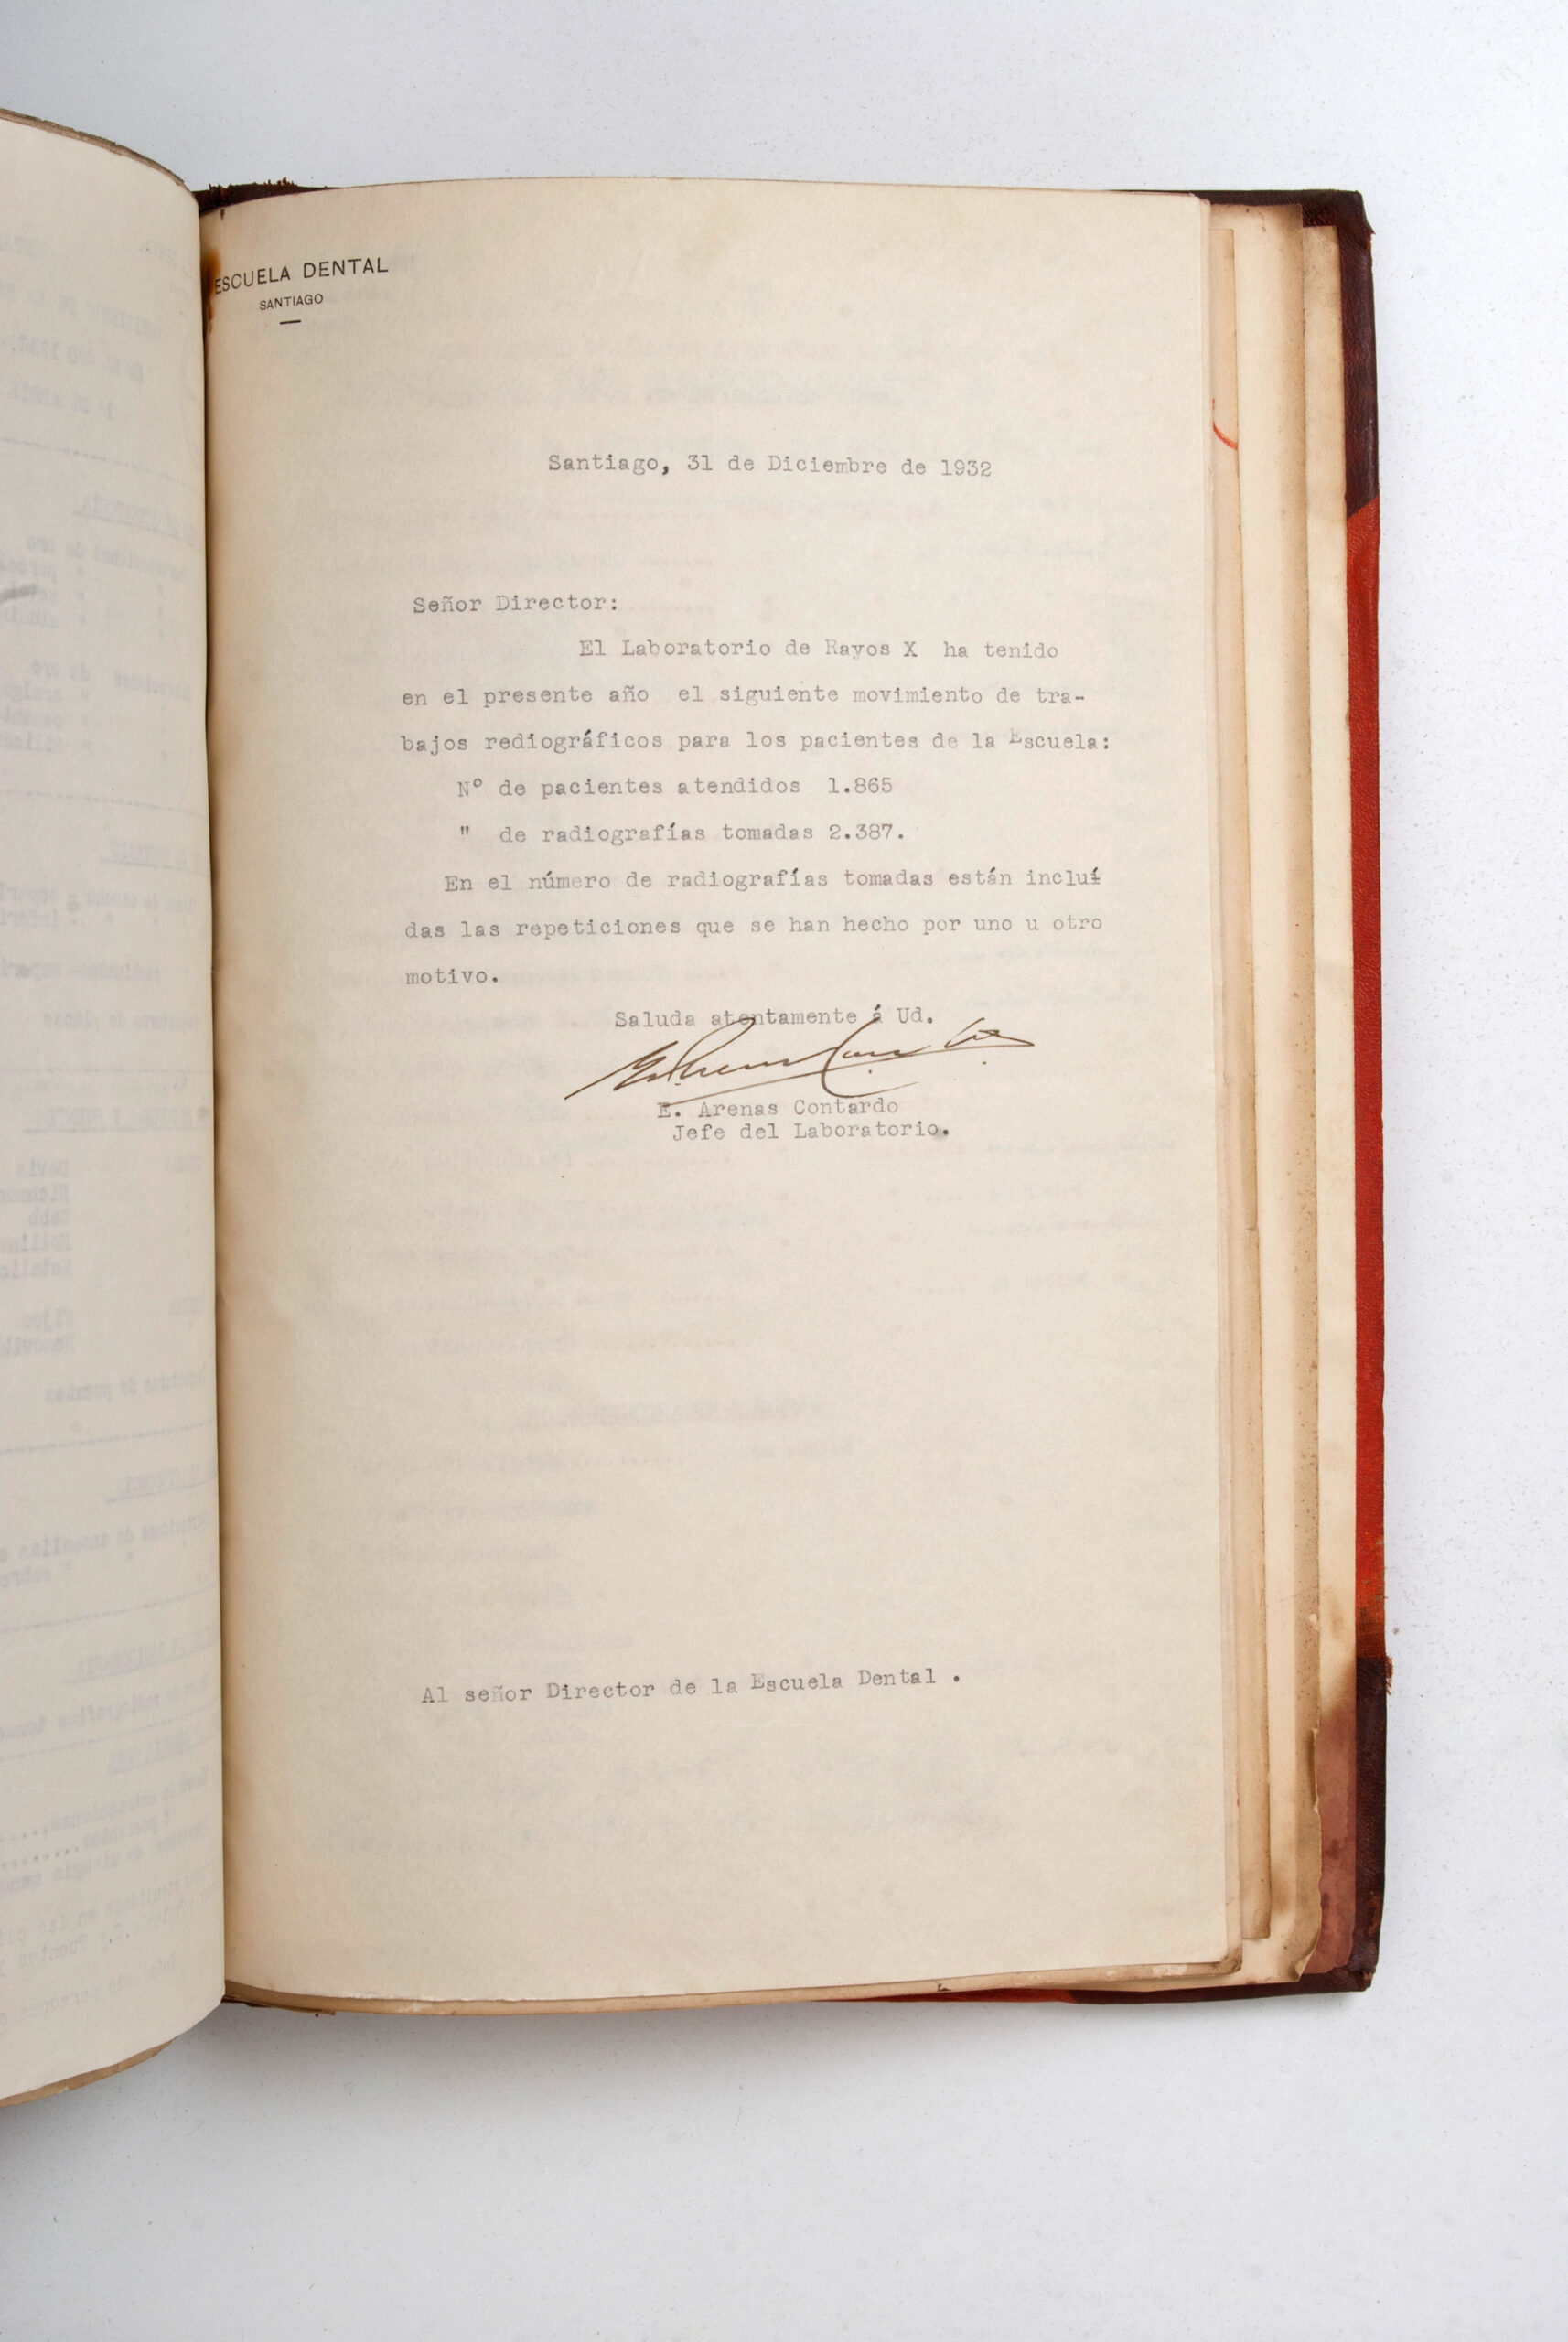 ESCUELA DENTAL
SANTIAGO
Santiago, 31 de Diciembre de 1932
Señor Director:
El Laboratorio de Rayos X ha tenido
en el presente año el siguiente movimiento de tra-
bajos rediográficos para los pacientes de la Escuela:
Nº de pacientes atendidos 1.865
" de radiografías tomadas 2.387.
En el número de radiografías tomadas están incluí
das las repeticiones que se han hecho por uno u otro
motivo.
Saluda atentamente á Ud.
E. Arenas Contardo
Jefe del Laboratorio.
Al señor Director de la Escuela Dental .